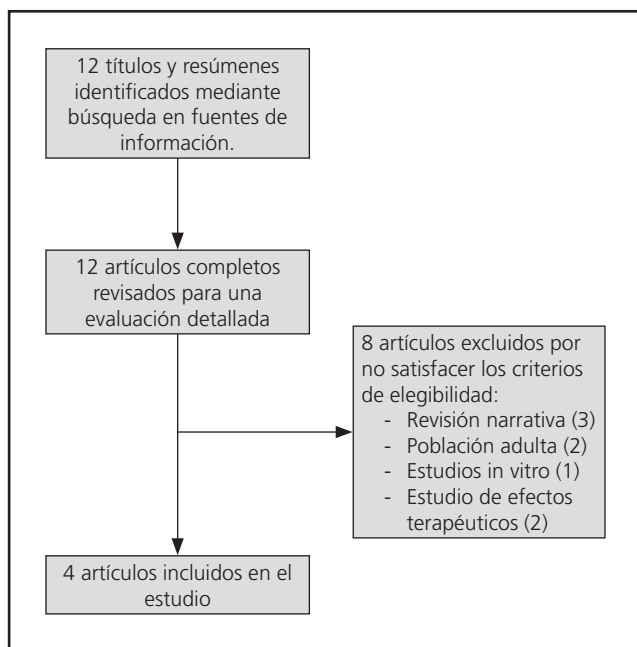 12 títulos y resúmenes
identificados mediante
búsqueda en fuentes de
información.
12 artículos completos
revisados para una
evaluación detallada
8 artículos excluidos por
no satisfacer los criterios
de elegibilidad:
- Revisión narrativa (3)
- Población adulta (2)
- Estudios in vitro (1)
- Estudio de efectos
terapéuticos (2)
4 artículos incluidos en el
estudio